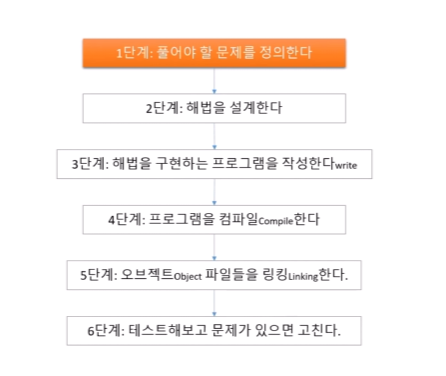 1단계: 풀어야 할 문제를 정의한다
2단계: 해법을 설계한다
3단계: 해법을 구현하는 프로그램을 작성한다write
4단계: 프로그램을 컴파일Compile한다
5단계: 오브젝트Object 파일들을 링킹Linking한다.
6단계: 테스트해보고 문제가 있으면 고친다.